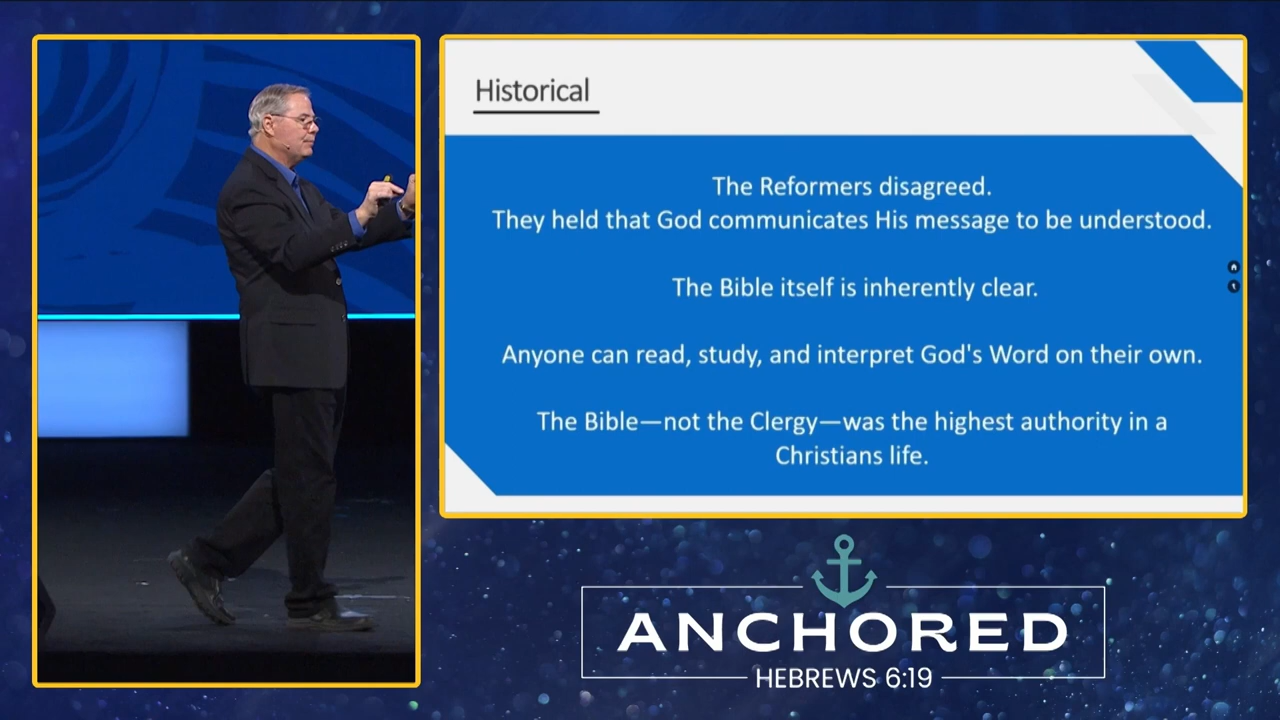 Historical
The Reformers disagreed.
They held that God communicates His message to be understood.
The Bible itself is inherently clear.
Anyone can read, study, and interpret God's Word on their own.
The Bible—not the Clergy—was the highest authority in a
Christians life.
ANCHORED
HEBREWS 6:19